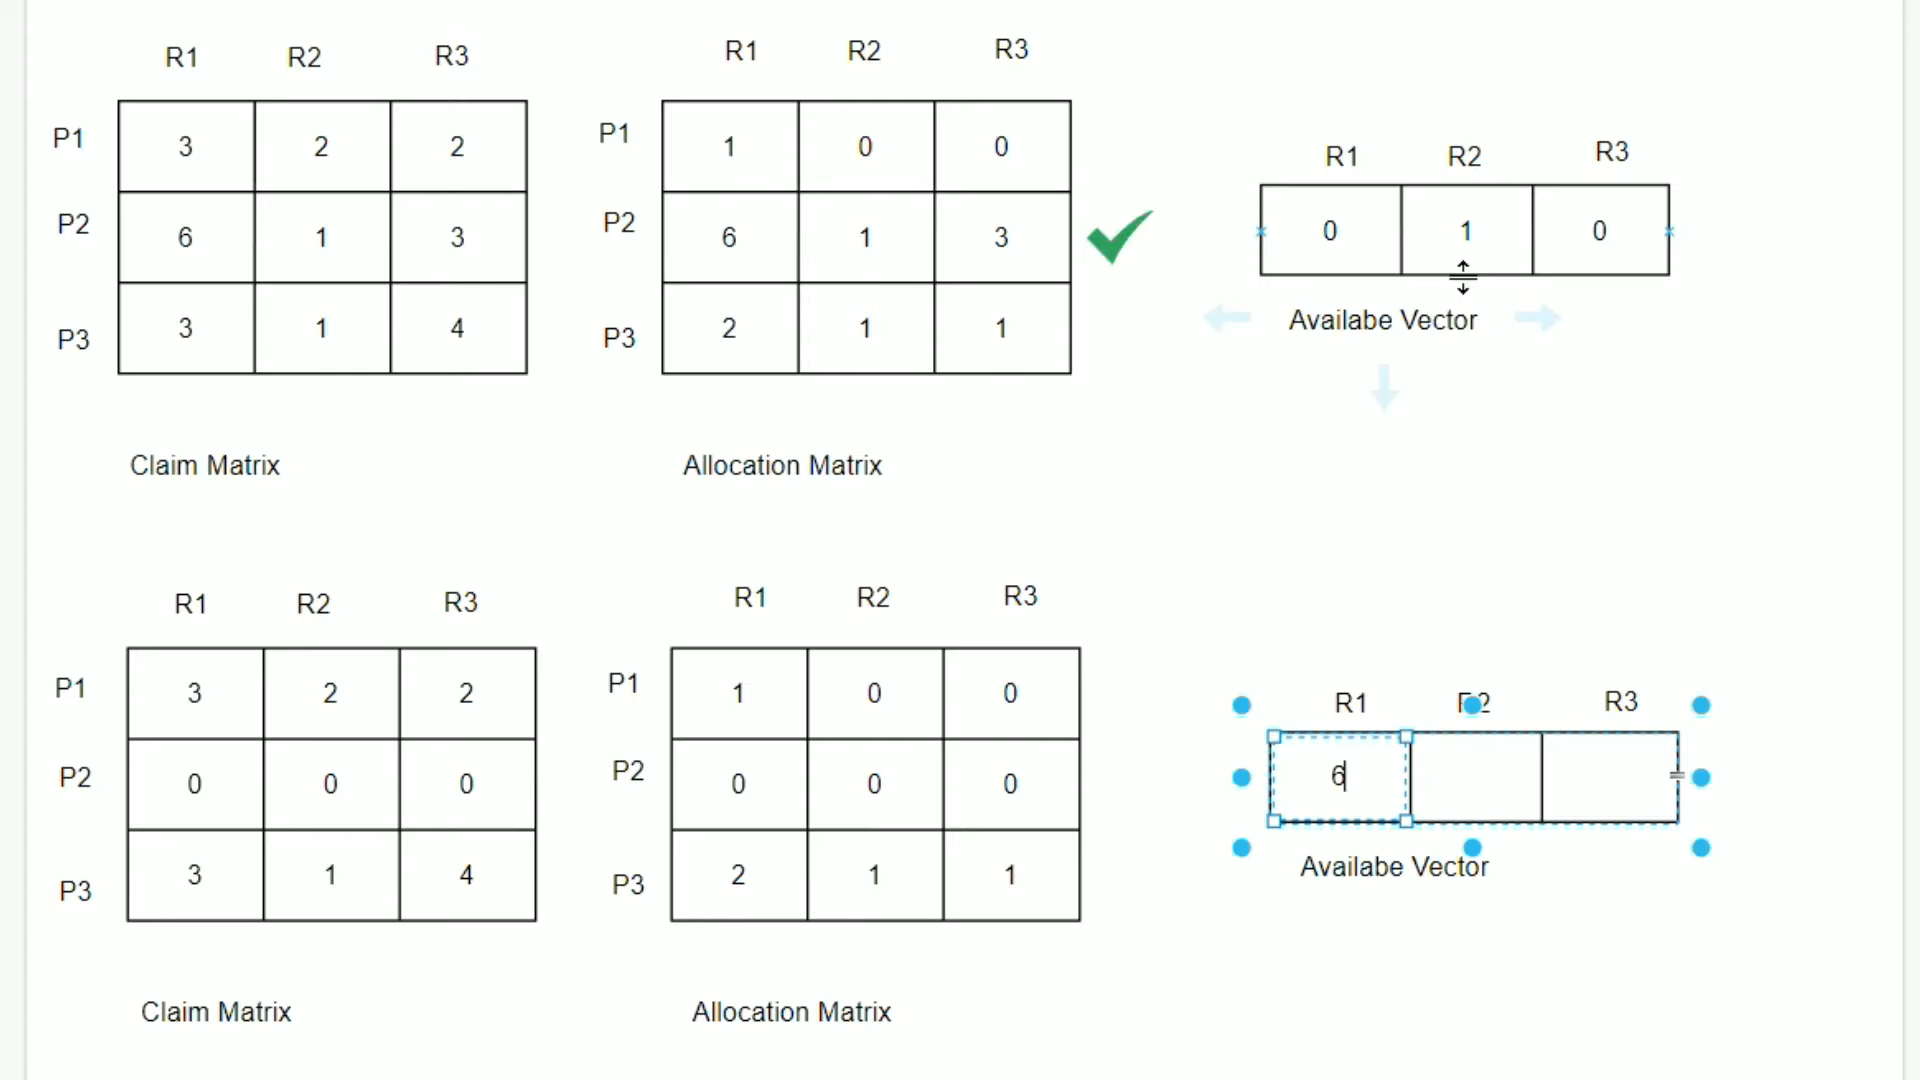 R1 R2 R3
P1 3 2 2
P2 6 1 3
P3 3 1 4
Claim Matrix
R1 R2 R3
P1 1 0 0
P2 6 1 3
P3 2 1 1
Allocation Matrix
R1 R2 R3
0 1 0
Availabe Vector
R1 R2 R3
P1 3 2 2
P2 0 0 0
P3 3 1 4
Claim Matrix
R1 R2 R3
P1 1 0 0
P2 0 0 0
P3 2 1 1
Allocation Matrix
R1 R2 R3
6
Availabe Vector